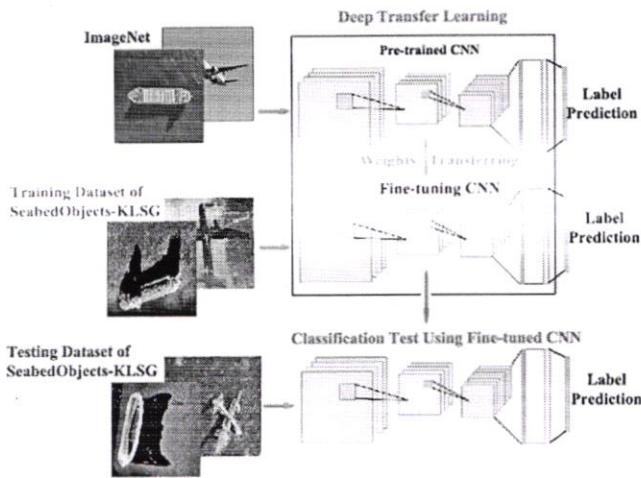 Deep Transfer Learning
ImageNet
Pre-trained CNN
Label
Prediction
Weights Transferring
Training Dataset of
SeabedObjects-KLSG
Fine-tuning CNN
Label
Prediction
Classification Test Using Fine-tuned CNN
Testing Dataset of
SeabedObjects-KLSG
Label
Prediction